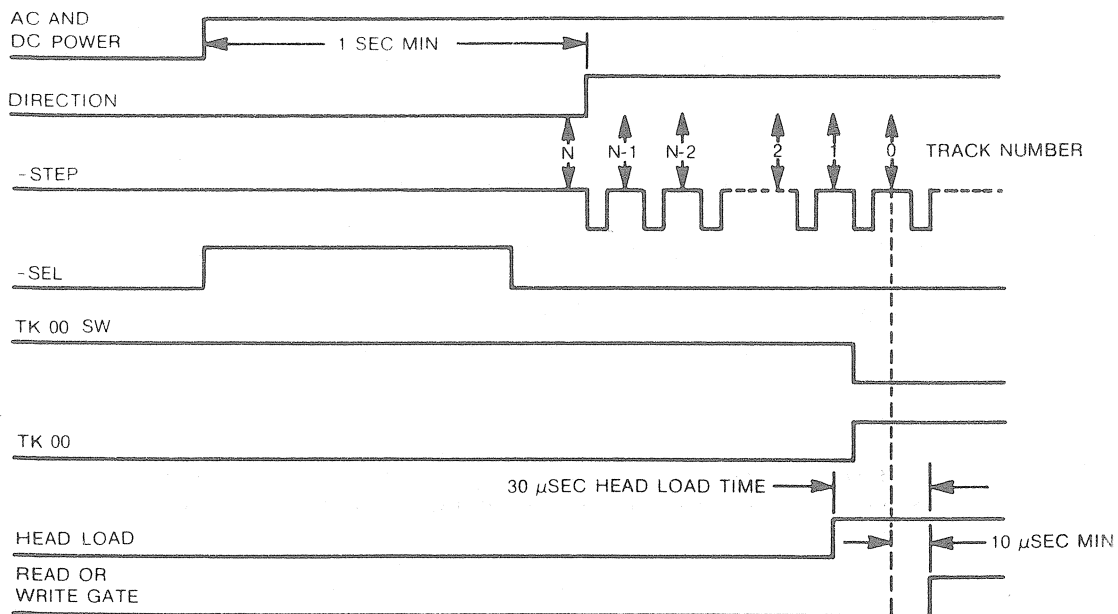 AC AND
DC POWER
1 SEC MIN
DIRECTION
N N-1 N-2 2 1 0 TRACK NUMBER
-STEP
-SEL
TK 00 SW
TK 00
30 µSEC HEAD LOAD TIME
HEAD LOAD
10 µSEC MIN
READ OR
WRITE GATE